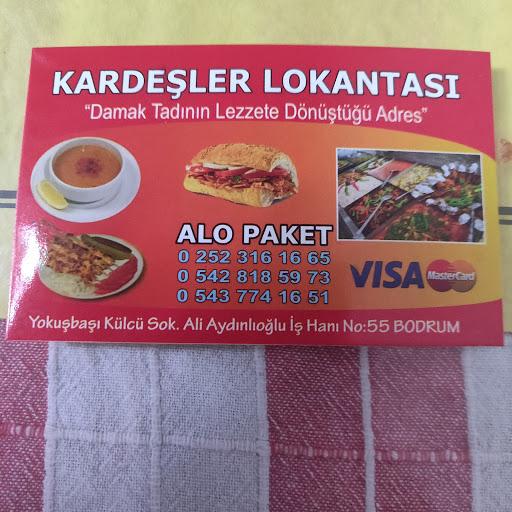 KARDEŞLER LOKANTASI
"Damak Tadının Lezzete Dönüştüğü Adres"
ALO PAKET
0 252 316 16 65
0 542 818 59 73
0 543 774 16 51
VISA MasterCard
Yokuşbaşı Külcü Sok. Ali Aydınlıoğlu İş Hanı No:55 BODRUM